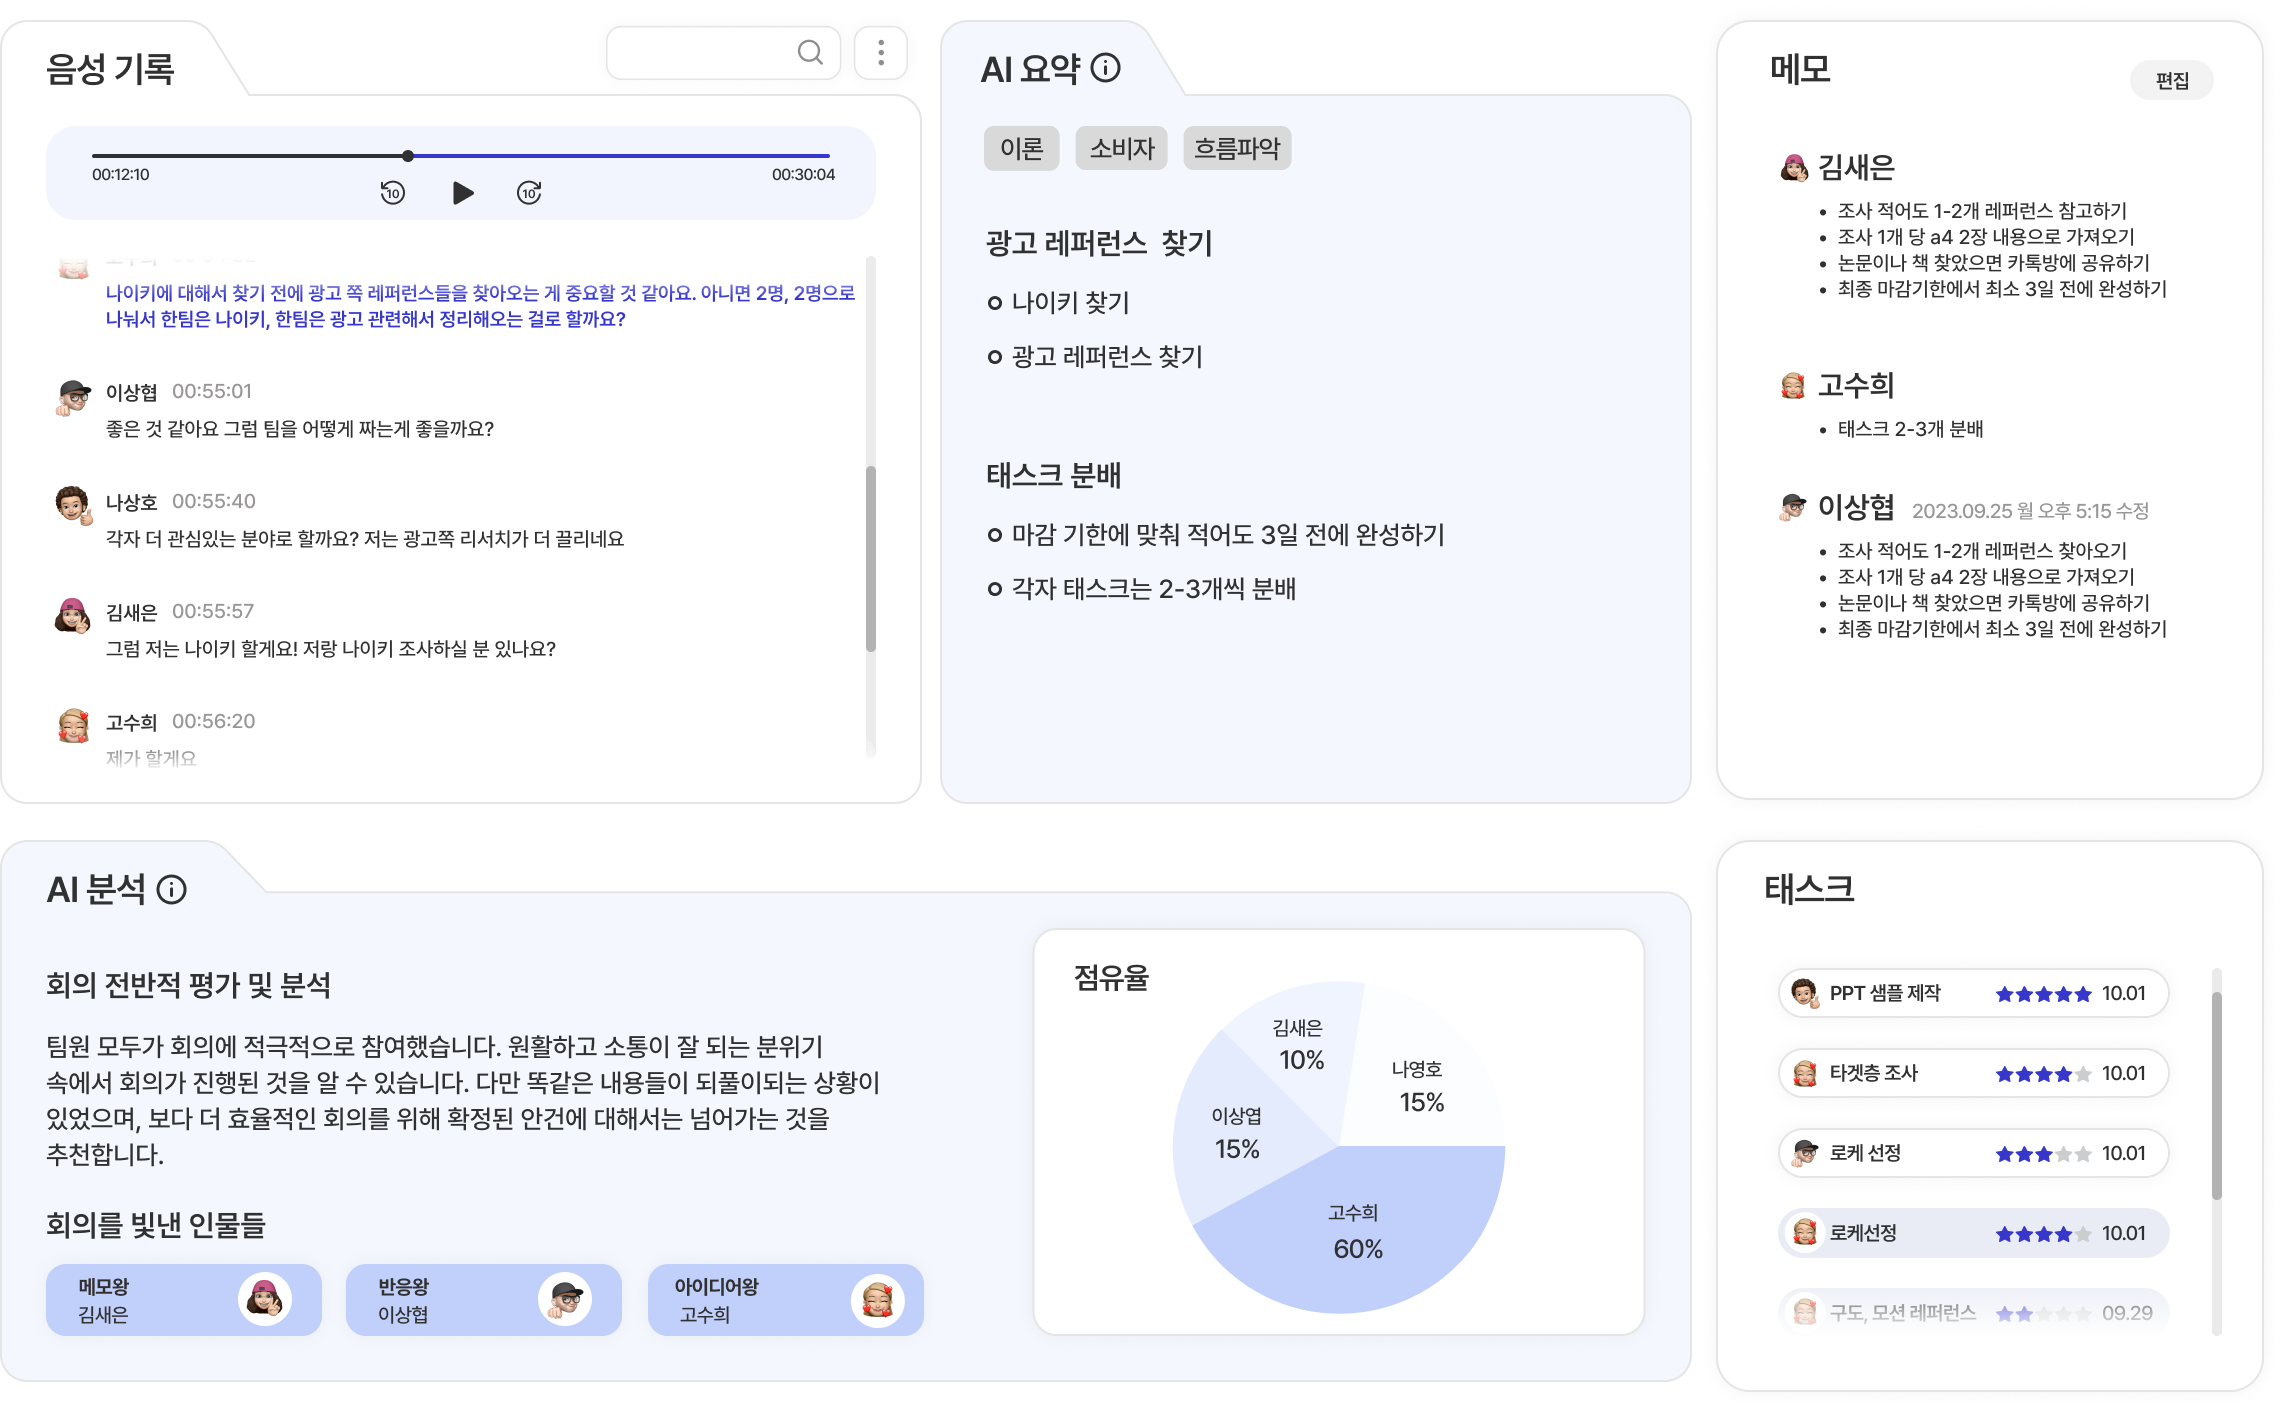 음성 기록
00:12:10
00:30:04
10
10
나이키에 대해서 찾기 전에 광고 쪽 레퍼런스들을 찾아오는 게 중요할 것 같아요. 아니면 2명, 2명으로
나눠서 한팀은 나이키, 한팀은 광고 관련해서 정리해오는 걸로 할까요?
이상협 00:55:01
좋은 것 같아요 그럼 팀을 어떻게 짜는게 좋을까요?
나상호 00:55:40
각자 더 관심있는 분야로 할까요? 저는 광고쪽 리서치가 더 끌리네요
김새은 00:55:57
그럼 저는 나이키 할게요! 저랑 나이키 조사하실 분 있나요?
고수희 00:56:20
제가 할게요
AI 요약
이론 소비자 흐름파악
광고 레퍼런스 찾기
나이키 찾기
광고 레퍼런스 찾기
태스크 분배
마감 기한에 맞춰 적어도 3일 전에 완성하기
각자 태스크는 2-3개씩 분배
메모
편집
김새은
• 조사 적어도 1-2개 레퍼런스 참고하기
• 조사 1개 당 a4 2장 내용으로 가져오기
• 논문이나 책 찾았으면 카톡방에 공유하기
• 최종 마감기한에서 최소 3일 전에 완성하기
고수희
• 태스크 2-3개 분배
이상협 2023.09.25 월 오후 5:15 수정
• 조사 적어도 1-2개 레퍼런스 찾아오기
• 조사 1개 당 a4 2장 내용으로 가져오기
• 논문이나 책 찾았으면 카톡방에 공유하기
• 최종 마감기한에서 최소 3일 전에 완성하기
AI 분석
회의 전반적 평가 및 분석
팀원 모두가 회의에 적극적으로 참여했습니다. 원활하고 소통이 잘 되는 분위기
속에서 회의가 진행된 것을 알 수 있습니다. 다만 똑같은 내용들이 되풀이되는 상황이
있었으며, 보다 더 효율적인 회의를 위해 확정된 안건에 대해서는 넘어가는 것을
추천합니다.
회의를 빛낸 인물들
메모왕
김새은
반응왕
이상협
아이디어왕
고수희
점유율
김새은
10%
나영호
15%
이상엽
15%
고수희
60%
태스크
PPT 샘플 제작 10.01
타겟층 조사 10.01
로케 선정 10.01
로케선정 10.01
구도, 모션 레퍼런스 09.29